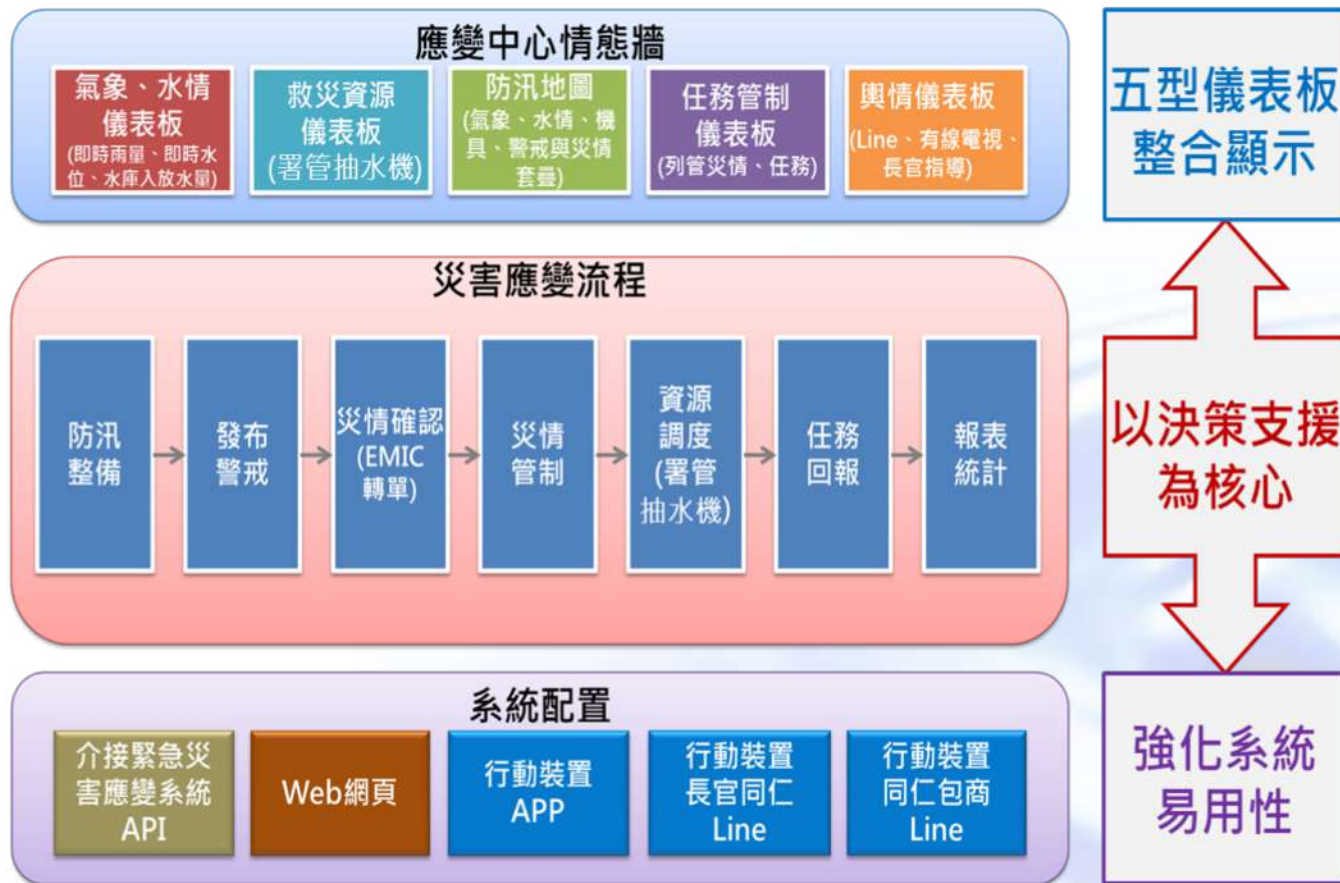 應變中心情態牆
氣象、水情
儀表板
(即時雨量、即時水
位、水庫入放水量)
救災資源
儀表板
(署管抽水機)
防汛地圖
(氣象、水情、機
具、警戒與災情
套疊)
任務管制
儀表板
(列管災情、任務)
輿情儀表板
(Line、有線電視、
長官指導)
五型儀表板
整合顯示
災害應變流程
防汛
整備
發布
警戒
災情確認
(EMIC
轉單)
災情
管制
資源
調度
(署管
抽水機)
任務
回報
報表
統計
以決策支援
為核心
系統配置
介接緊急災
害應變系統
API
Web網頁
行動裝置
APP
行動裝置
長官同仁
Line
行動裝置
同仁包商
Line
強化系統
易用性